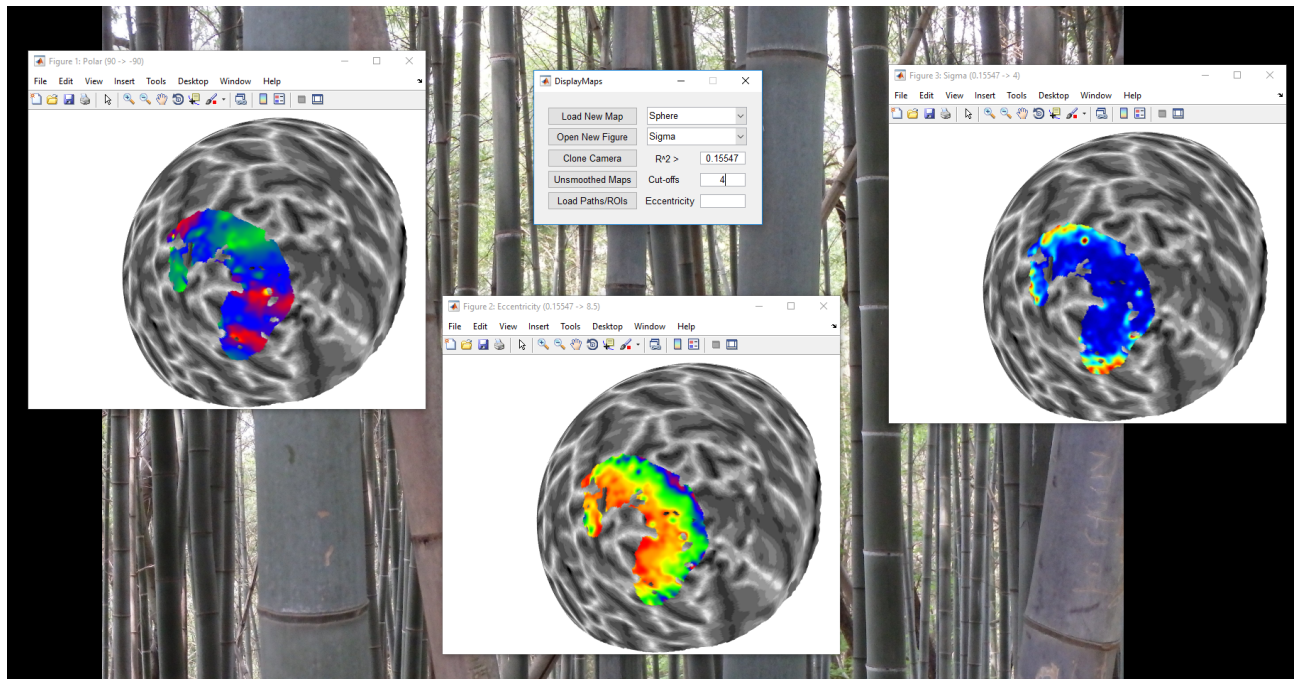 Figure 1: Polar (90 -> -90)
File Edit View Insert Tools Desktop Window Help
DisplayMaps
Load New Map Sphere
Open New Figure Sigma
Clone Camera R^2 > 0.15547
Unsmoothed Maps Cut-offs 4
Load Paths/ROIs Eccentricity
Figure 3: Sigma (0.15547 -> 4)
File Edit View Insert Tools Desktop Window Help
Figure 2: Eccentricity (0.15547 -> 8.5)
File Edit View Insert Tools Desktop Window Help